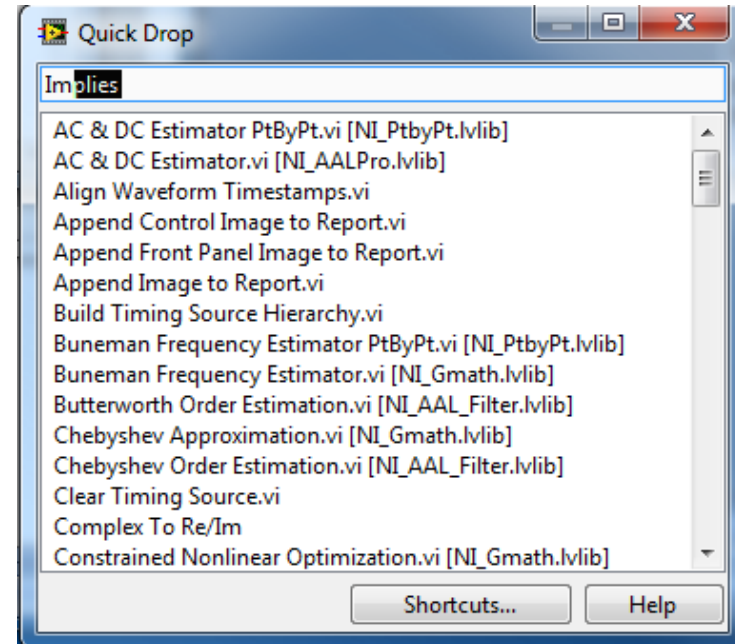 Quick Drop
Implies
AC & DC Estimator PtByPt.vi [NI_PtbyPt.lvlib]
AC & DC Estimator.vi [NI_AALPro.lvlib]
Align Waveform Timestamps.vi
Append Control Image to Report.vi
Append Front Panel Image to Report.vi
Append Image to Report.vi
Build Timing Source Hierarchy.vi
Buneman Frequency Estimator PtByPt.vi [NI_PtbyPt.lvlib]
Buneman Frequency Estimator.vi [NI_Gmath.lvlib]
Butterworth Order Estimation.vi [NI_AAL_Filter.lvlib]
Chebyshev Approximation.vi [NI_Gmath.lvlib]
Chebyshev Order Estimation.vi [NI_AAL_Filter.lvlib]
Clear Timing Source.vi
Complex To Re/Im
Constrained Nonlinear Optimization.vi [NI_Gmath.lvlib]
Shortcuts... Help